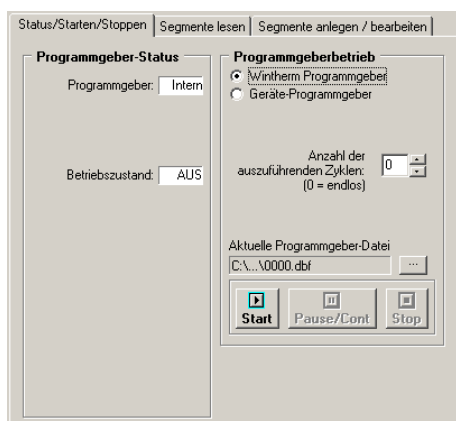 Status/Starten/Stoppen
Segmente lesen
Segmente anlegen / bearbeiten
Programmgeber-Status
Programmgeber: Intern
Betriebszustand: AUS
Programmgeberbetrieb
Wintherm Programmgeber
Geräte-Programmgeber
Anzahl der
auszuführenden Zyklen:
(0 = endlos)
0
Aktuelle Programmgeber-Datei
C:\...\0000.dbf
...
Start
Pause/Cont
Stop